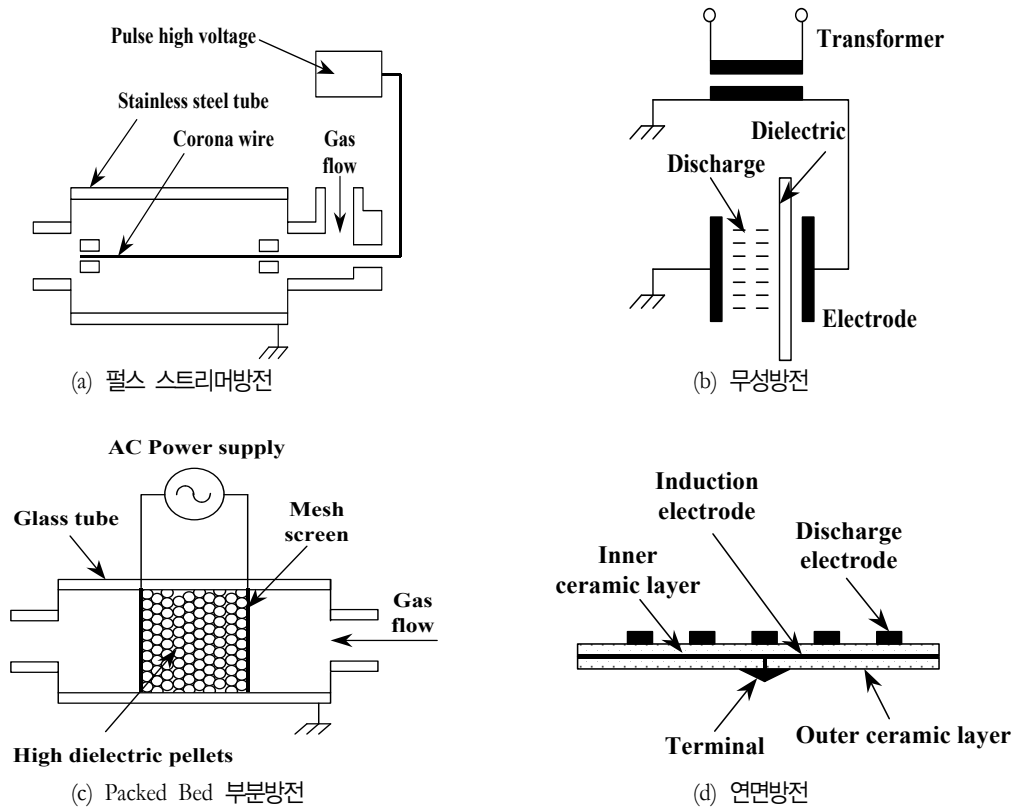 Pulse high voltage
Stainless steel tube
Corona wire
Gas
flow
(a) 펄스 스트리머방전
Transformer
Dielectric
Discharge
Electrode
(b) 무성방전
AC Power supply
Glass tube
Mesh
screen
Gas
flow
High dielectric pellets
(c) Packed Bed 부분방전
Induction
electrode
Discharge
electrode
Inner
ceramic layer
Terminal
Outer ceramic layer
(d) 연면방전